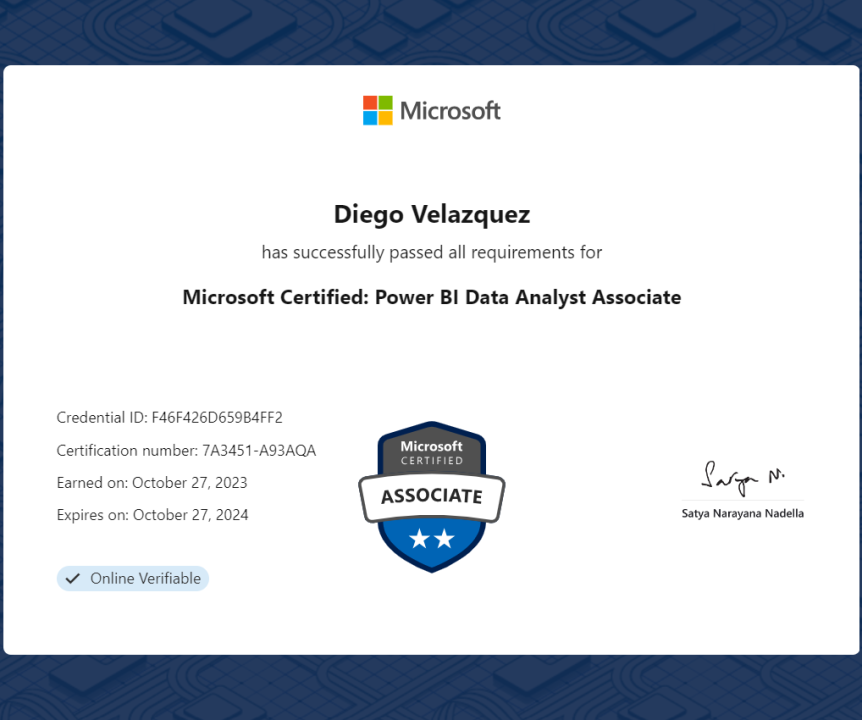 Microsoft
Diego Velazquez
has successfully passed all requirements for
Microsoft Certified: Power BI Data Analyst Associate
Credential ID: F46F426D659B4FF2
Certification number: 7A3451-A93AQA
Earned on: October 27, 2023
Expires on: October 27, 2024
Online Verifiable
Microsoft
CERTIFIED
ASSOCIATE
Satya N.
Satya Narayana Nadella